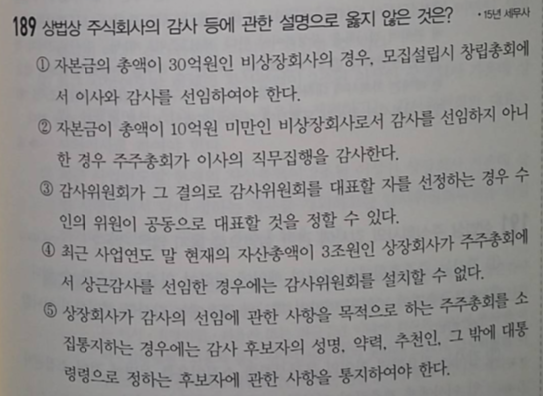 189 상법상 주식회사의 감사 등에 관한 설명으로 옳지 않은 것은? •15년 세무사
① 자본금의 총액이 30억원인 비상장회사의 경우, 모집설립시 창립총회에
서 이사와 감사를 선임하여야 한다.
② 자본금이 총액이 10억원 미만인 비상장회사로서 감사를 선임하지 아니
한 경우 주주총회가 이사의 직무집행을 감사한다.
③ 감사위원회가 그 결의로 감사위원회를 대표할 자를 선정하는 경우 수
인의 위원이 공동으로 대표할 것을 정할 수 있다.
④ 최근 사업연도 말 현재의 자산총액이 3조원인 상장회사가 주주총회에
서 상근감사를 선임한 경우에는 감사위원회를 설치할 수 없다.
⑤ 상장회사가 감사의 선임에 관한 사항을 목적으로 하는 주주총회를 소
집통지하는 경우에는 감사 후보자의 성명, 약력, 추천인, 그 밖에 대통
령령으로 정하는 후보자에 관한 사항을 통지하여야 한다.